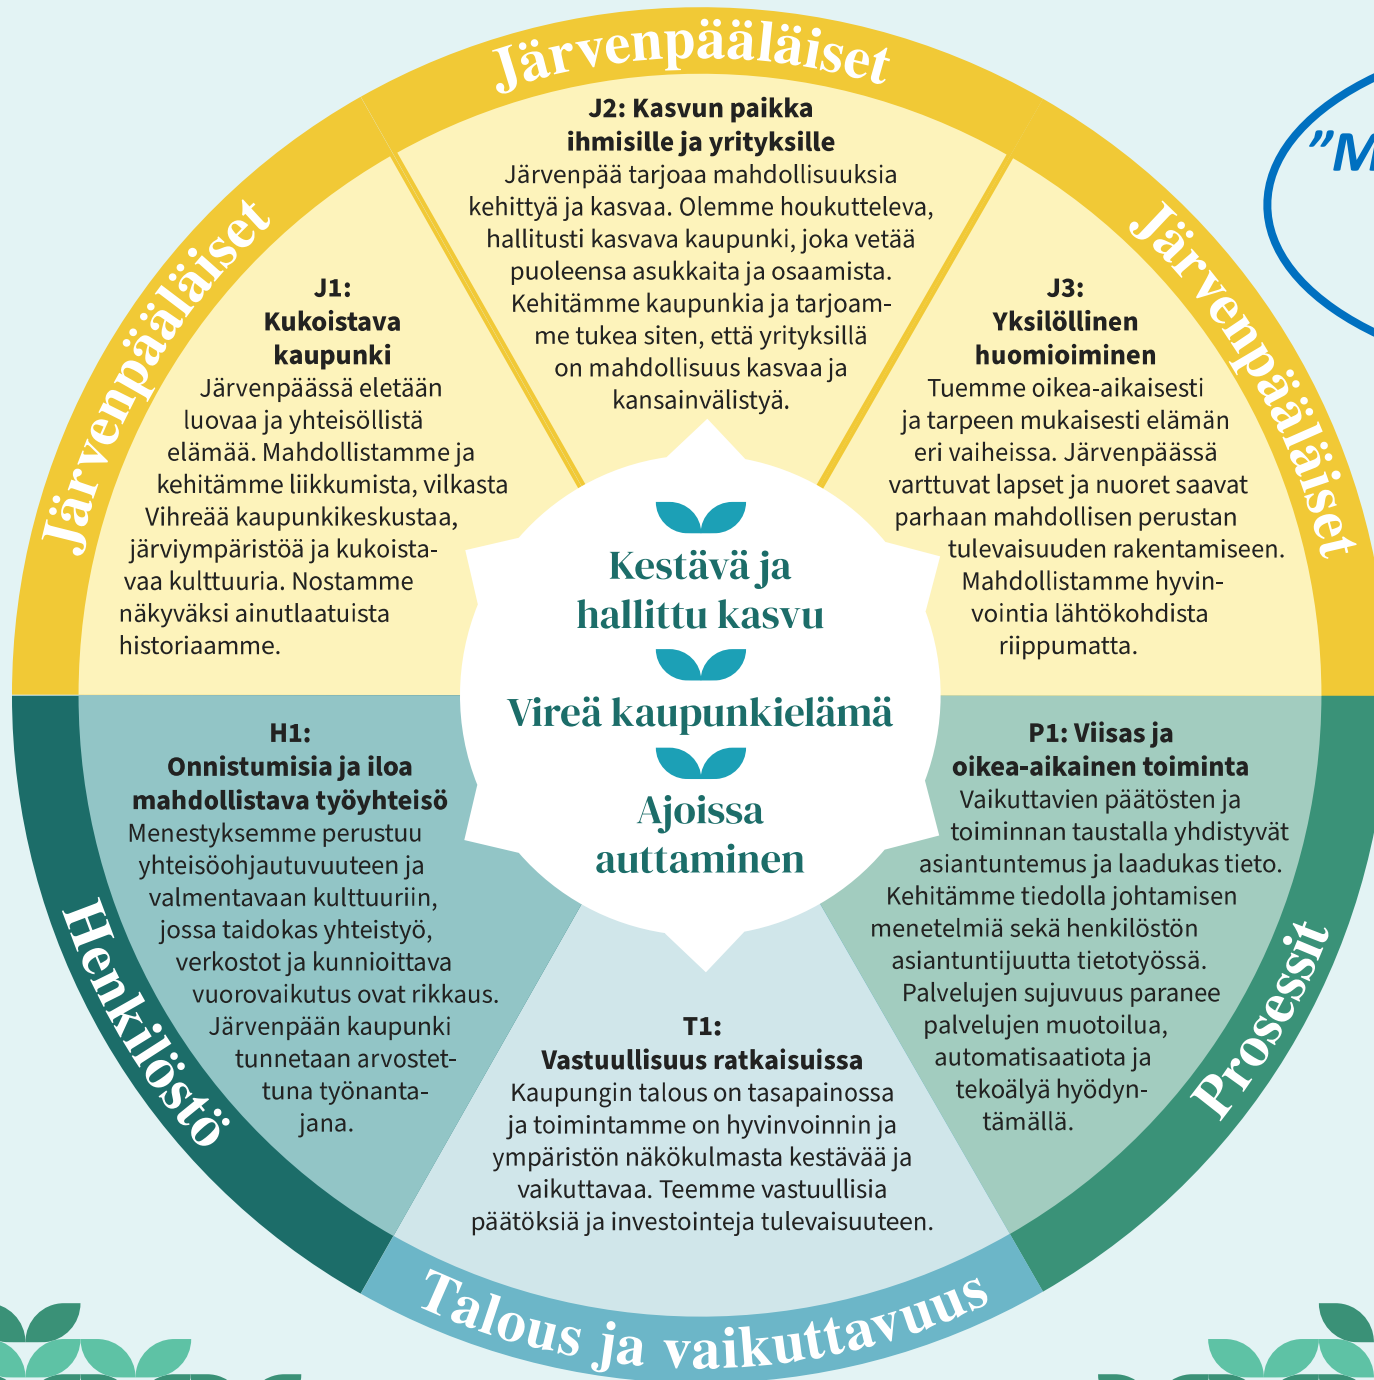 Järvenpääläiset
J2: Kasvun paikka
ihmisille ja yrityksille
Järvenpää tarjoaa mahdollisuuksia
kehittyä ja kasvaa. Olemme houkutteleva,
hallitusti kasvava kaupunki, joka vetää
puoleensa asukkaita ja osaamista.
Kehitämme kaupunkia ja tarjoam-
me tukea siten, että yrityksillä
on mahdollisuus kasvaa ja
kansainvälistyä.
Järvenpääläiset
J1:
Kukoistava
kaupunki
Järvenpäässä eletään
luovaa ja yhteisöllistä
elämää. Mahdollistamme ja
kehitämme liikkumista, vilkasta
Vihreää kaupunkikeskustaa,
järviympäristöä ja kukoista-
vaa kulttuuria. Nostamme
näkyväksi ainutlaatuista
historiaamme.
Järvenpääläiset
J3:
Yksilöllinen
huomioiminen
Tuemme oikea-aikaisesti
ja tarpeen mukaisesti elämän
eri vaiheissa. Järvenpäässä
varttuvat lapset ja nuoret saavat
parhaan mahdollisen perustan
tulevaisuuden rakentamiseen.
Mahdollistamme hyvin-
vointia lähtökohdista
riippumatta.
"M
Kestävä ja
hallittu kasvu
Vireä kaupunkielämä
Ajoissa
auttaminen
H1:
Onnistumisia ja iloa
mahdollistava työyhteisö
Menestyksemme perustuu
yhteisöohjautuvuuteen ja
valmentavaan kulttuuriin,
jossa taidokas yhteistyö,
verkostot ja kunnioittava
vuorovaikutus ovat rikkaus.
Järvenpään kaupunki
tunnetaan arvostet-
tuna työnanta-
jana.
Henkilöstö
P1: Viisas ja
oikea-aikainen toiminta
Vaikuttavien päätösten ja
toiminnan taustalla yhdistyvät
asiantuntemus ja laadukas tieto.
Kehitämme tiedolla johtamisen
menetelmiä sekä henkilöstön
asiantuntijuutta tietotyössä.
Palvelujen sujuvuus paranee
palvelujen muotoilua,
automatisaatiota ja
tekoälyä hyödyn-
tämällä.
Prosessit
T1:
Vastuullisuus ratkaisuissa
Kaupungin talous on tasapainossa
ja toimintamme on hyvinvoinnin ja
ympäristön näkökulmasta kestävää ja
vaikuttavaa. Teemme vastuullisia
päätöksiä ja investointeja tulevaisuuteen.
Talous ja vaikuttavuus